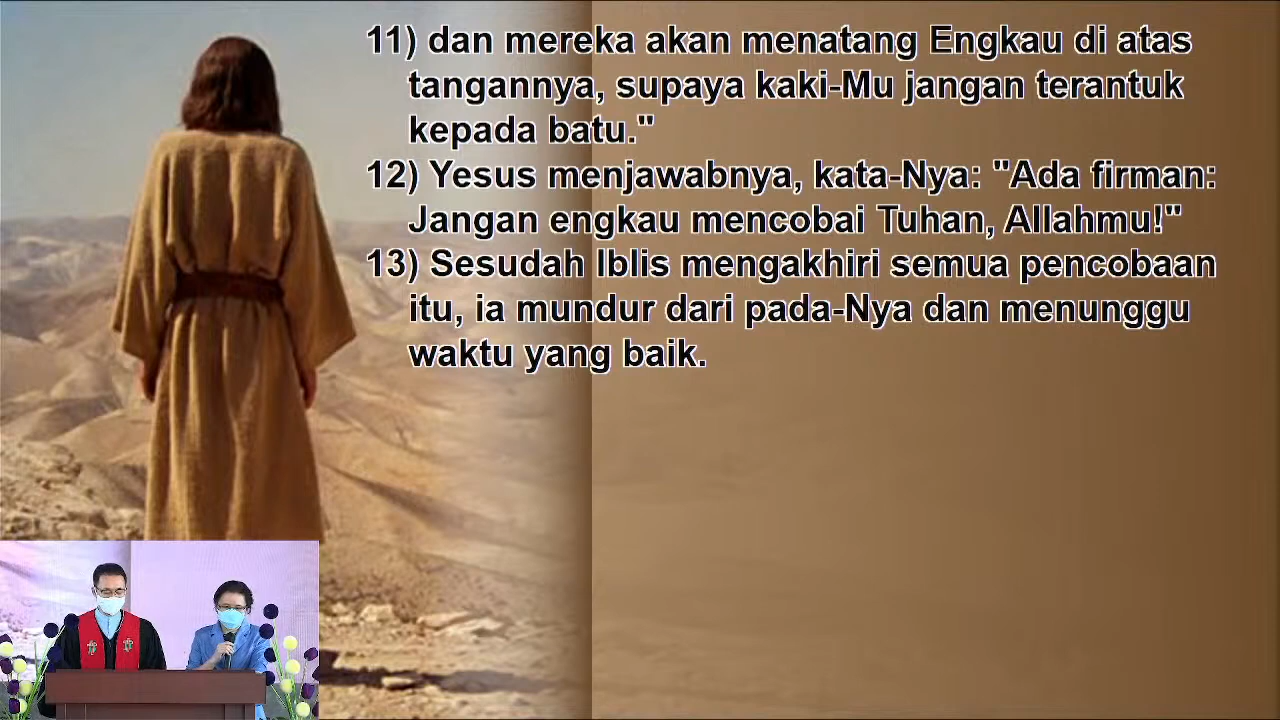 11) dan mereka akan menatang Engkau di atas
tangannya, supaya kaki-Mu jangan terantuk
kepada batu."
12) Yesus menjawabnya, kata-Nya: "Ada firman:
Jangan engkau mencobai Tuhan, Allahmu!"
13) Sesudah Iblis mengakhiri semua pencobaan
itu, ia mundur dari pada-Nya dan menunggu
waktu yang baik.